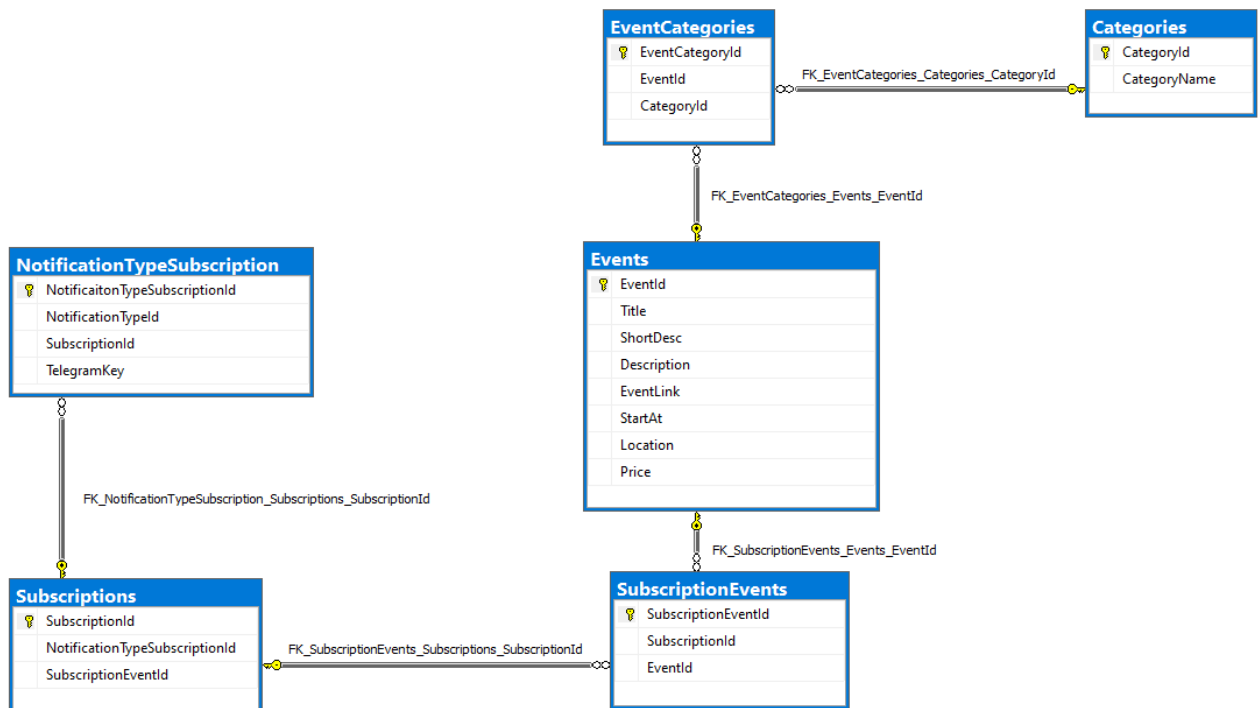 EventCategories
EventCategoryId
EventId
CategoryId
FK_EventCategories_Categories_CategoryId
Categories
CategoryId
CategoryName
FK_EventCategories_Events_EventId
NotificationTypeSubscription
NotificaitonTypeSubscriptionId
NotificationTypeId
SubscriptionId
TelegramKey
Events
EventId
Title
ShortDesc
Description
EventLink
StartAt
Location
Price
FK_NotificationTypeSubscription_Subscriptions_SubscriptionId
FK_SubscriptionEvents_Events_EventId
Subscriptions
SubscriptionId
NotificationTypeSubscriptionId
SubscriptionEventId
FK_SubscriptionEvents_Subscriptions_SubscriptionId
SubscriptionEvents
SubscriptionEventId
SubscriptionId
EventId